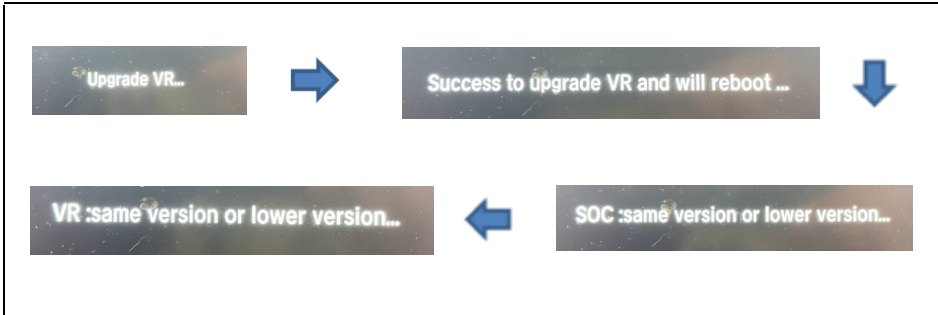 Upgrade VR...
Success to upgrade VR and will reboot ...
SOC :same version or lower version...
VR :same version or lower version...